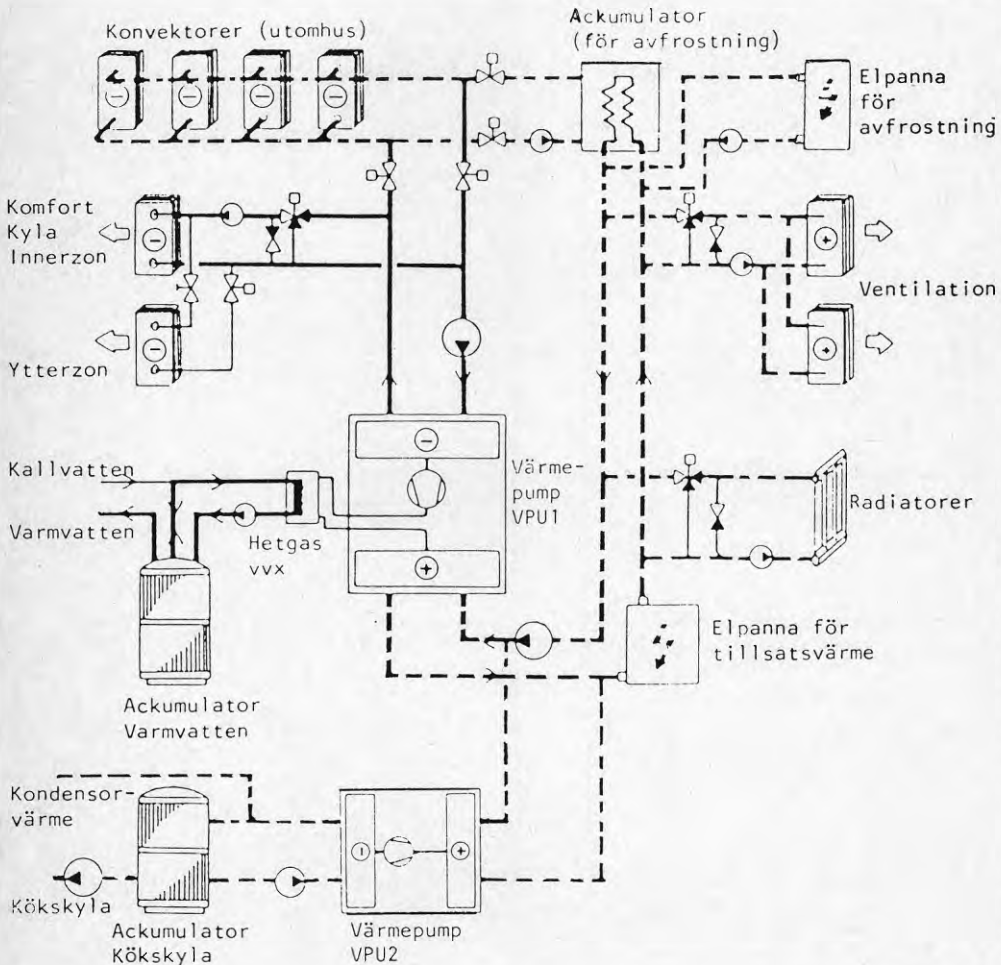 Konvektorer (utomhus)
Ackumulator
(för avfrostning)
Elpanna
för
avfrostning
Komfort
Kyla
Innerzon
Ventilation
Ytterzon
Kallvatten
Varmvatten
Hetgas
vvx
Värme-
pump
VPU1
Radiatorer
Elpanna för
tillsatsvärme
Ackumulator
Varmvatten
Kondensor-
värme
Kökskyla
Ackumulator
Kökskyla
Värmepump
VPU2